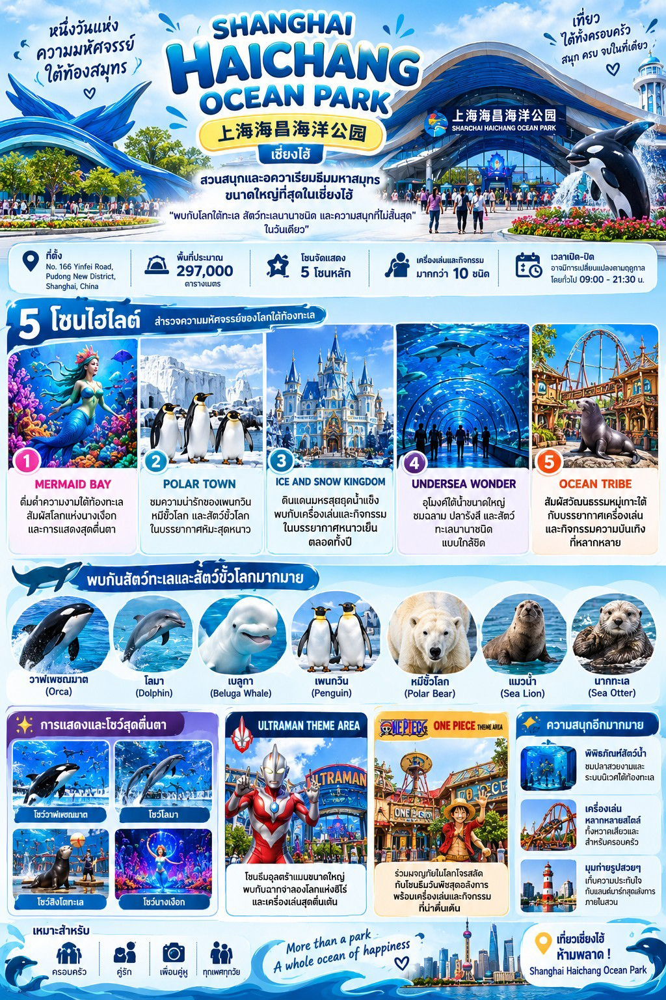 หนึ่งวันแห่ง
ความมหัศจรรย์
ใต้ท้องสมุทร
SHANGHAI
HAICHANG
OCEAN PARK
上海海昌海洋公园
เซี่ยงไฮ้
เที่ยว
ได้ทั้งครอบครัว
สนุก ครบ จบในที่เดียว
上海海昌海洋公园
SHARCHAI HAICHANG OCEAN PARK
สวนสนุกและอควาเรียมธีมมหาสมุทร
ขนาดใหญ่ที่สุดในเซี่ยงไฮ้
"พบกับโลกใต้ทะเล สัตว์ทะเลนานาชนิด และความสนุกที่ไม่สิ้นสุด"
ในวันเดียว"
ที่ตั้ง
No. 166 Yinfei Road,
Pudong New District,
Shanghai, China
พื้นที่ประมาณ
297,000
ตารางเมตร
โซนจัดแสดง
5 โซนหลัก
เครื่องเล่นและกิจกรรม
มากกว่า 10 ชนิด
เวลาเปิด-ปิด
อาจมีการเปลี่ยนแปลงตามฤดูกาล
โดยทั่วไป 09:00 - 21:30 น.
5 โซนไฮไลต์ สำรวจความมหัศจรรย์ของโลกใต้ท้องทะเล
1
MERMAID BAY
ดื่มด่ำความงามใต้ท้องทะเล
สัมผัสโลกแห่งนางเงือก
และการแสดงสุดตื่นตา
2
POLAR TOWN
ชมความน่ารักของเพนกวิน
หมีขั้วโลก และสัตว์ขั้วโลก
ในบรรยากาศหิมะสุดหนาว
3
ICE AND SNOW KINGDOM
พบกับเครื่องเล่นและกิจกรรม
ในบรรยากาศหนาวเย็น
ตลอดทั้งปี
4
UNDERSEA WONDER
อุโมงค์ใต้น้ำขนาดใหญ่
ชมฉลาม ปลารังสี และสัตว์
ทะเลนานาชนิด
แบบใกล้ชิด
5
OCEAN TRIBE
สัมผัสวัฒนธรรมหมู่เกาะใต้
กับบรรยากาศเครื่องเล่น
และกิจกรรมความบันเทิง
ที่หลากหลาย
พบกันสัตว์ทะเลและสัตว์ขั้วโลกมากมาย
(Orca)
โลมา
(Dolphin)
เบลูกา
(Beluga Whale)
เพนกวิน
(Penguin)
หมีขั้วโลก
(Polar Bear)
แมวน้ำ
(Sea Lion)
นากทะเล
(Sea Otter)
การแสดงและโชว์สุดตื่นตา
โชว์โลมา
โชว์สิงโตทะเล
โชว์นางเงือก
ULTRAMAN THEME AREA
ULTRAMAN
โซนธีมอุลตร้าแมนขนาดใหญ่
พบกับฉากจำลองโลกแห่งฮีโร่
และเครื่องเล่นสุดตื่นเต้น
ONE PIECE THEME AREA
ร่วมผจญภัยในโลกโจรสลัด
กับโซนธีมวันพีชสุดอลังการ
พร้อมเครื่องเล่นและกิจกรรม
ที่น่าตื่นเต้น
ความสนุกอีกมากมาย
พิพิธภัณฑ์สัตว์น้ำ
ชมปลาสวยงามและ
ระบบนิเวศใต้ท้องทะเล
เครื่องเล่น
หลากหลายสไตล์
ทั้งหวาดเสียวและ
สำหรับครอบครัว
มุมถ่ายรูปสวยๆ
เก็บความประทับใจ
กับแลนด์มาร์กสุดอลังการ
ภายในสวน
เหมาะสำหรับ
ครอบครัว
คู่รัก
เพื่อนคู่หู
ทุกเพศทุกวัย
More than a park
A whole ocean of happiness
เที่ยวเซี่ยงไฮ้
ห้ามพลาด !
Shanghai Haichang Ocean Park